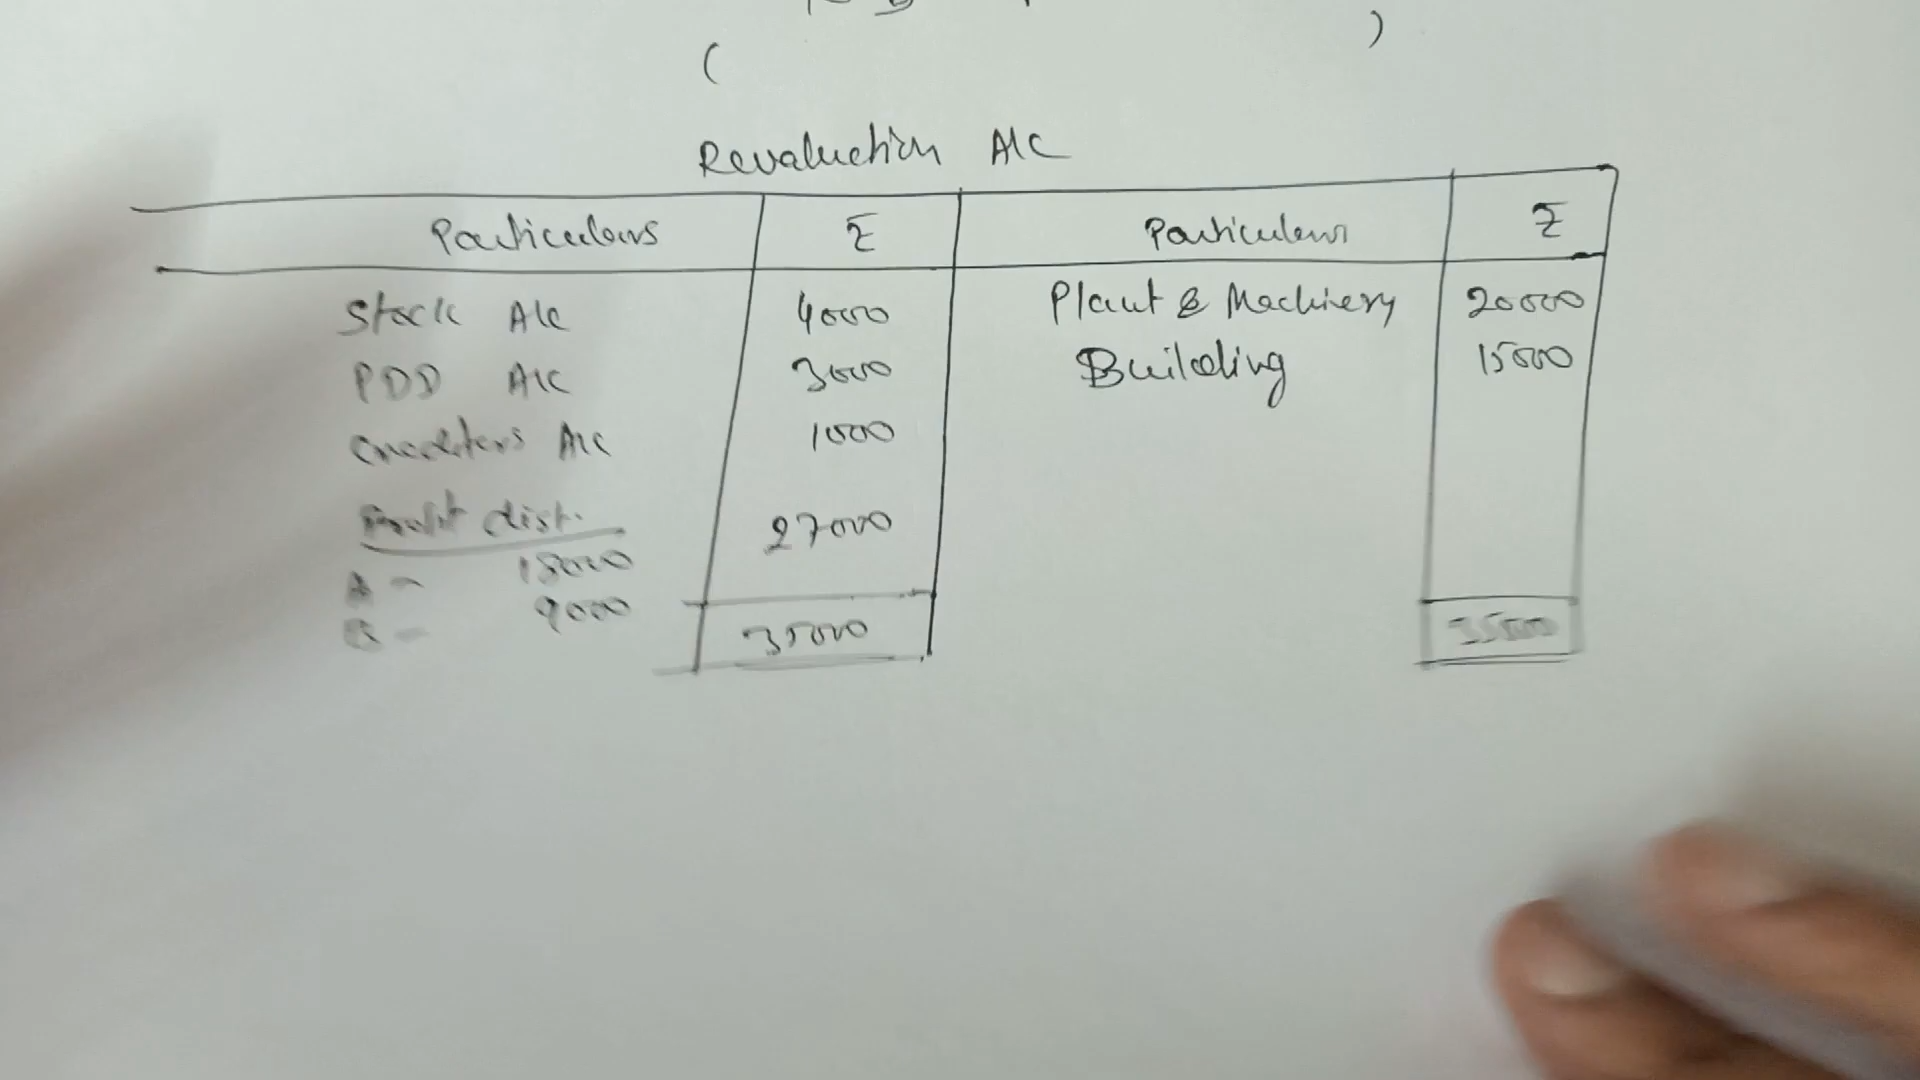 (
)
Revaluction A/C
Particulars ₹ Particulars ₹
Stock A/c 4000 Plant & Machinery 20000
PDD A/c 3000 Building 15000
Creditors A/c 1000
Profit dist. 27000
A - 18000
B - 9000
35000 35000